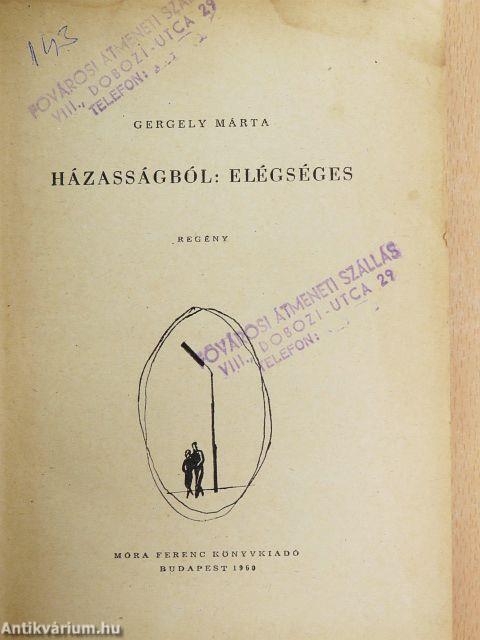 143
FŐVÁROSI ÁTMENETI SZÁLLÁS
VIII., DOBOZI-UTCA 29
TELEFON:
GERGELY MÁRTA
HÁZASSÁGBÓL: ELÉGSÉGES
REGÉNY
FŐVÁROSI ÁTMENETI SZÁLLÁS
VIII., DOBOZI-UTCA 29
TELEFON:
MÓRA FERENC KÖNYVKIADÓ
BUDAPEST 1960
Antikvárium.hu